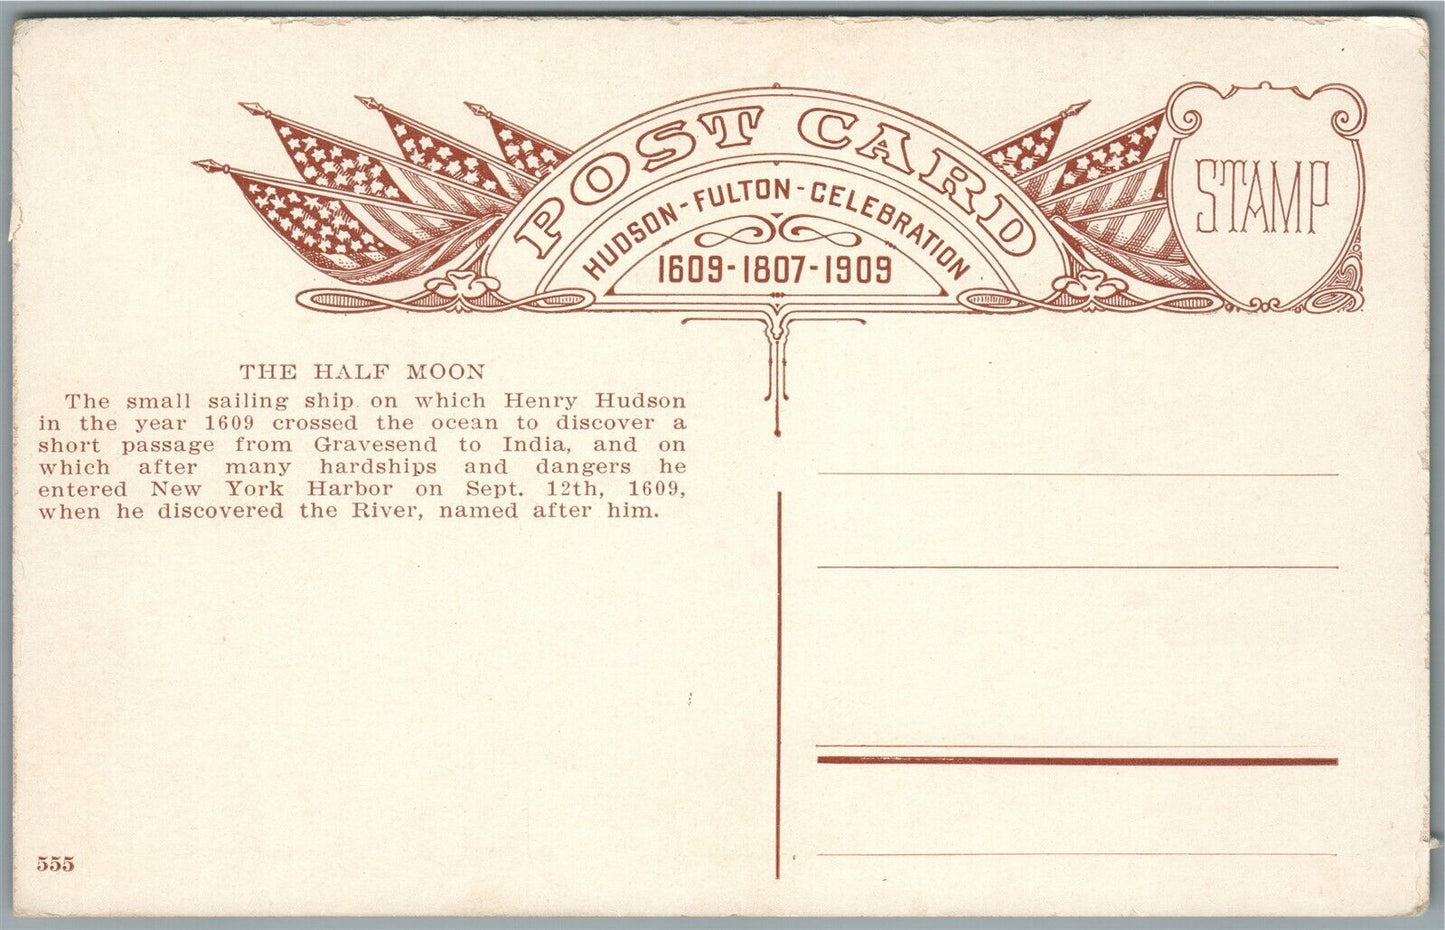 POST CARD
HUDSON-FULTON-CELEBRATION
1609-1807-1909
STAMP
THE HALF MOON
The small sailing ship on which Henry Hudson
in the year 1609 crossed the ocean to discover a
short passage from Gravesend to India, and on
which after many hardships and dangers he
entered New York Harbor on Sept. 12th, 1609,
when he discovered the River, named after him.
555